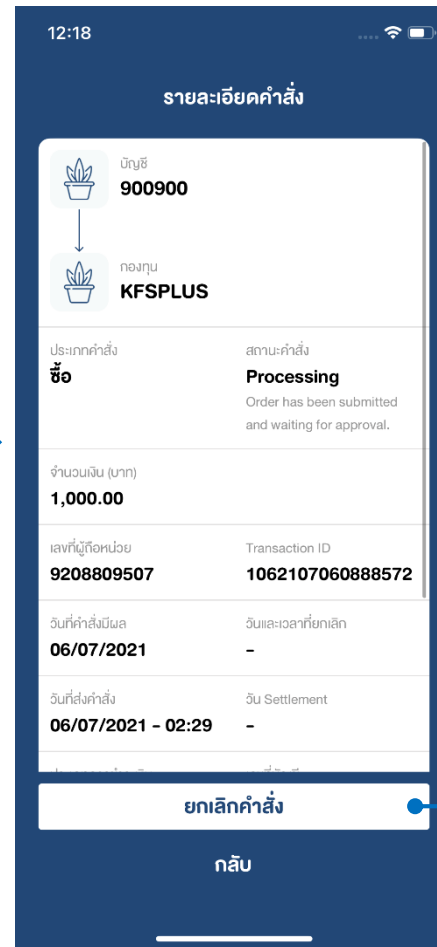 12:18
รายละเอียดคำสั่ง
บัญชี
900900
กองทุน
KFSPLUS
ประเภทคำสั่ง
สถานะคำสั่ง
ซื้อ
Processing
Order has been submitted
and waiting for approval.
จำนวนเงิน (บาท)
1,000.00
เลขที่ผู้ถือหน่วย
Transaction ID
9208809507
1062107060888572
วันที่คำสั่งมีผล
วันและเวลาที่ยกเลิก
06/07/2021
-
วันที่ส่งคำสั่ง
วัน Settlement
06/07/2021 - 02:29
-
ยกเลิกคำสั่ง
กลับ